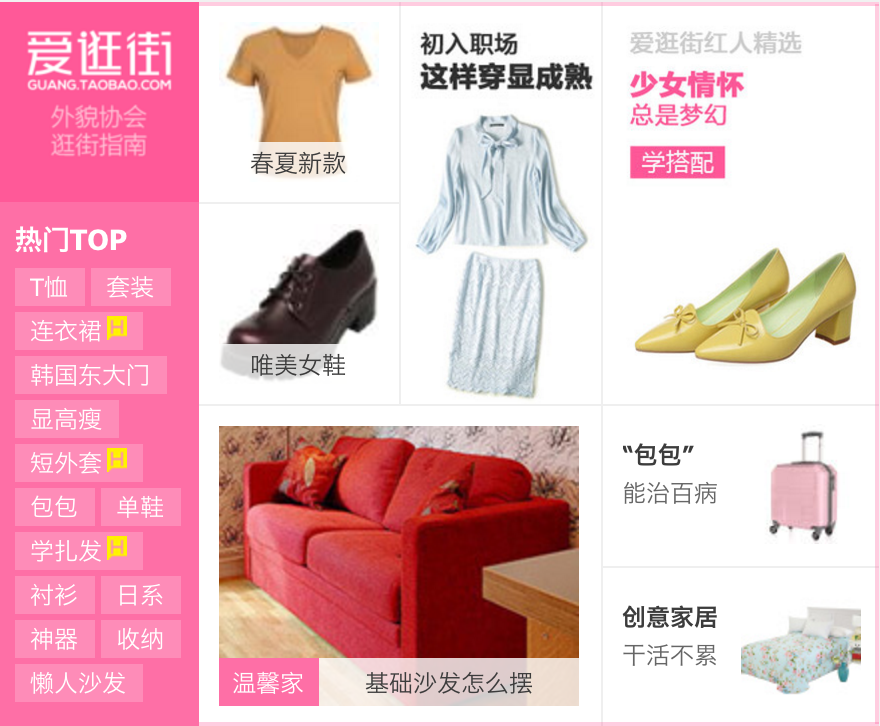 爱逛街
GUANG.TAOBAO.COM
外貌协会
逛街指南
热门TOP
T恤 套装
连衣裙 H
韩国东大门
显高瘦
短外套 H
包包 单鞋
学扎发 H
衬衫 日系
神器 收纳
懒人沙发
春夏新款
唯美女鞋
初入职场
这样穿显成熟
爱逛街红人精选
少女情怀
总是梦幻
学搭配
温馨家 基础沙发怎么摆
“包包”
能治百病
创意家居
干活不累